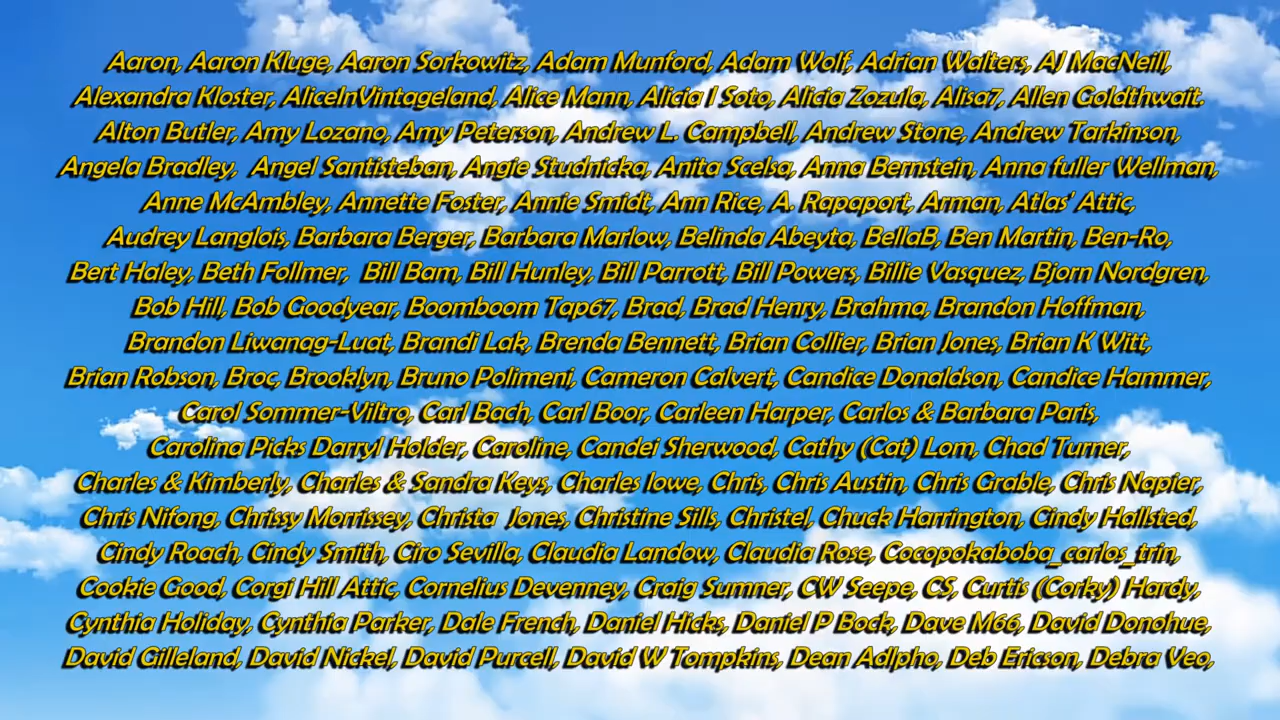 Aaron, Aaron Kluge, Aaron Sorkowitz, Adam Munford, Adam Wolf, Adrian Walters, AJ MacNeill,
Alexandra Kloster, AliceInVintageland, Alice Mann, Alicia I Soto, Alicia Zozula, Alisa7, Allen Goldthwait.
Alton Butler, Amy Lozano, Amy Peterson, Andrew L. Campbell, Andrew Stone, Andrew Tarkinson,
Angela Bradley, Angel Santisteban, Angie Studnicka, Anita Scelsa, Anna Bernstein, Anna fuller Wellman,
Anne McAmbley, Annette Foster, Annie Smidt, Ann Rice, A. Rapaport, Arman, Atlas' Attic,
Audrey Langlois, Barbara Berger, Barbara Marlow, Belinda Abeyta, BellaB, Ben Martin, Ben-Ro,
Bert Haley, Beth Follmer, Bill Bam, Bill Hunley, Bill Parrott, Bill Powers, Billie Vasquez, Bjorn Nordgren,
Bob Hill, Bob Goodyear, Boomboom Tap67, Brad, Brad Henry, Brahma, Brandon Hoffman,
Brandon Liwanag-Luat, Brandi Lak, Brenda Bennett, Brian Collier, Brian Jones, Brian K Witt,
Brian Robson, Broc, Brooklyn, Bruno Polimeni, Cameron Calvert, Candice Donaldson, Candice Hammer,
Carol Sommer-Viltro, Carl Bach, Carl Boor, Carleen Harper, Carlos & Barbara Paris,
Carolina Picks Darryl Holder, Caroline, Candei Sherwood, Cathy (Cat) Lom, Chad Turner,
Charles & Kimberly, Charles & Sandra Keys, Charles lowe, Chris, Chris Austin, Chris Grable, Chris Napier,
Chris Nifong, Chrissy Morrissey, Christa Jones, Christine Sills, Christel, Chuck Harrington, Cindy Hallsted,
Cindy Roach, Cindy Smith, Ciro Sevilla, Claudia Landow, Claudia Rose, Cocopokaboba_carlos_trin,
Cookie Good, Corgi Hill Attic, Cornelius Devenney, Craig Sumner, CW Seepe, CS, Curtis (Corky) Hardy,
Cynthia Holiday, Cynthia Parker, Dale French, Daniel Hicks, Daniel P Bock, Dave M66, David Donohue,
David Gilleland, David Nickel, David Purcell, David W Tompkins, Dean Adlpho, Deb Ericson, Debra Veo,